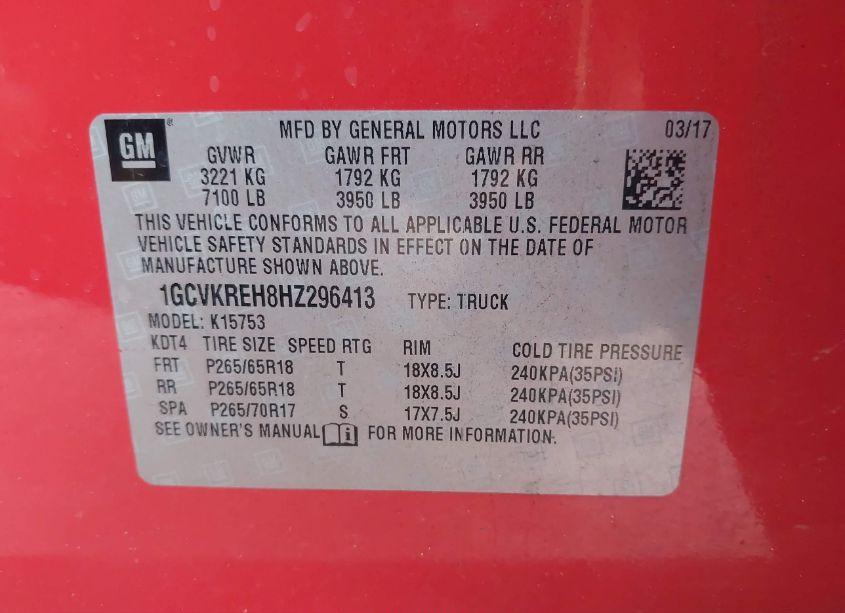 GM®
MFD BY GENERAL MOTORS LLC 03/17
GVWR GAWR FRT GAWR RR
3221 KG 1792 KG 1792 KG
7100 LB 3950 LB 3950 LB
THIS VEHICLE CONFORMS TO ALL APPLICABLE U.S. FEDERAL MOTOR
VEHICLE SAFETY STANDARDS IN EFFECT ON THE DATE OF
MANUFACTURE SHOWN ABOVE.
1GCVKREH8HZ296413 TYPE: TRUCK
MODEL: K15753
KDT4 TIRE SIZE SPEED RTG RIM COLD TIRE PRESSURE
FRT P265/65R18 T 18X8.5J 240KPA(35PSI)
RR P265/65R18 T 18X8.5J 240KPA(35PSI)
SPA P265/70R17 S 17X7.5J 240KPA(35PSI)
SEE OWNER'S MANUAL FOR MORE INFORMATION.